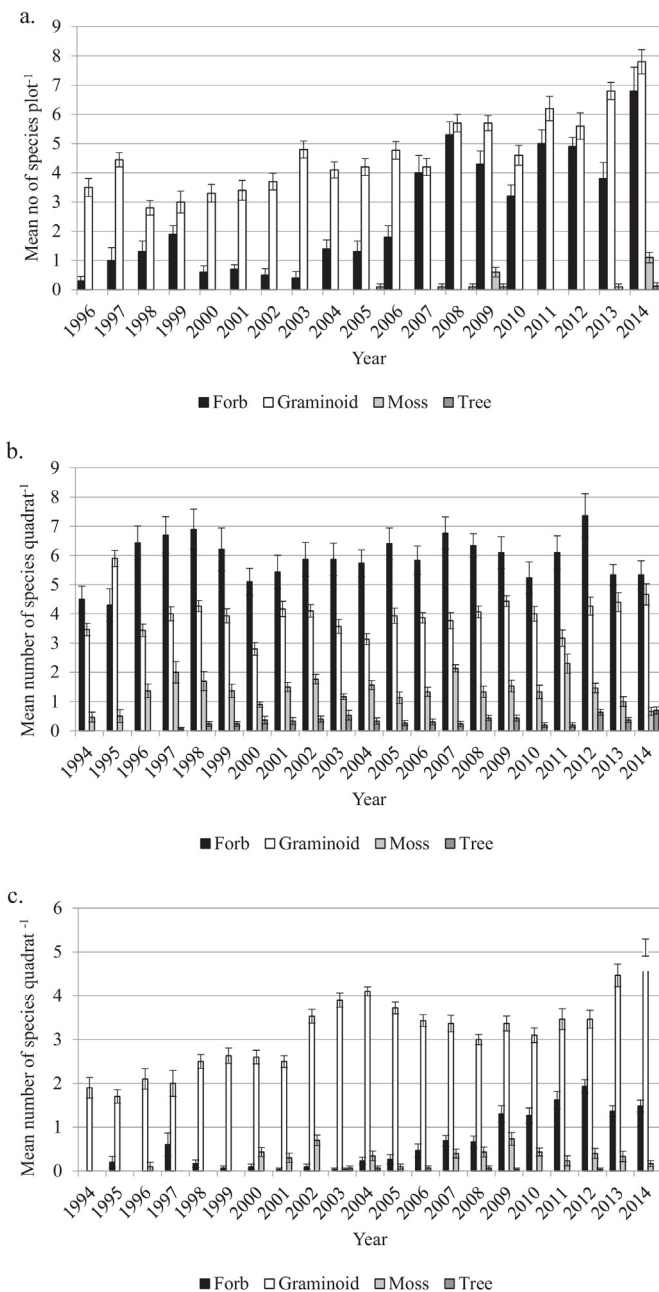 a.
Mean no of species plot-1
9
8
7
6
5
4
3
2
1
0
1996 1997 1998 1999 2000 2001 2002 2003 2004 2005 2006 2007 2008 2009 2010 2011 2012 2013 2014
Year
Forb Graminoid Moss Tree
b.
Mean number of species quadrat-1
9
8
7
6
5
4
3
2
1
0
1994 1995 1996 1997 1998 1999 2000 2001 2002 2003 2004 2005 2006 2007 2008 2009 2010 2011 2012 2013 2014
Year
Forb Graminoid Moss Tree
c.
Mean number of species quadrat -1
6
5
4
3
2
1
0
1994 1995 1996 1997 1998 1999 2000 2001 2002 2003 2004 2005 2006 2007 2008 2009 2010 2011 2012 2013 2014
Year
Forb Graminoid Moss Tree